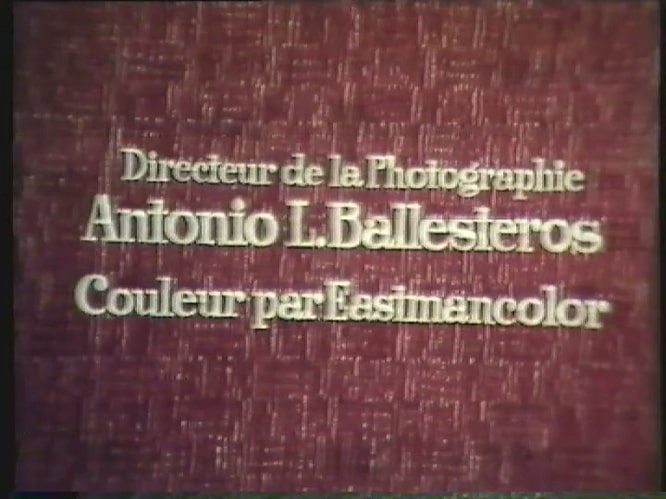 Directeur de la Photographie
Antonio L.Ballesteros
Couleur par Eastmancolor